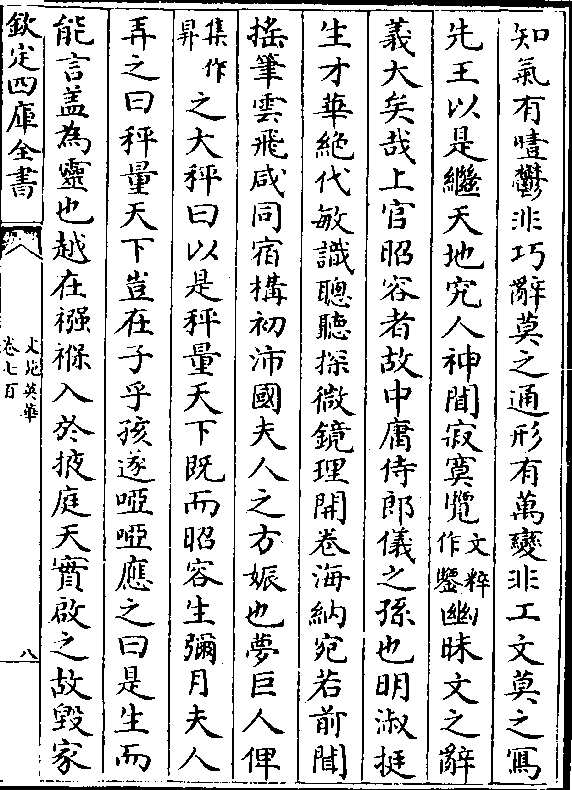 知氣有噎鬱非巧辭莫之通形有萬變非工文莫之寫
先王以是繼天地究人神聞寂寞覽文粹作鑒幽昧文之辭
義大矣哉上官昭容者故中庸侍郎儀之孫也明淑挺
生才華絶代敏識聰聽探微鏡理開卷海納宛若前聞
搖筆雲飛咸同宿構初沛國夫人之方娠也夢巨人俾
集作昇之大秤曰以是秤量天下既而昭容生彌月夫人
弄之曰秤量天下豈在子乎孩遂啞啞應之曰是生而
能言盖為靈也越在襁褓入於掖庭天實啟之故毀家
欽定四庫全書
文苑英華
卷七百
八